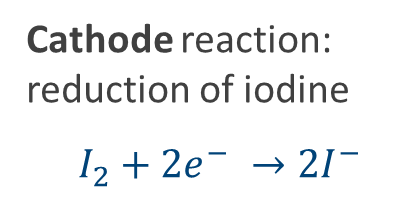 Cathode reaction:
reduction of iodine
I₂ + 2e⁻ → 2I⁻